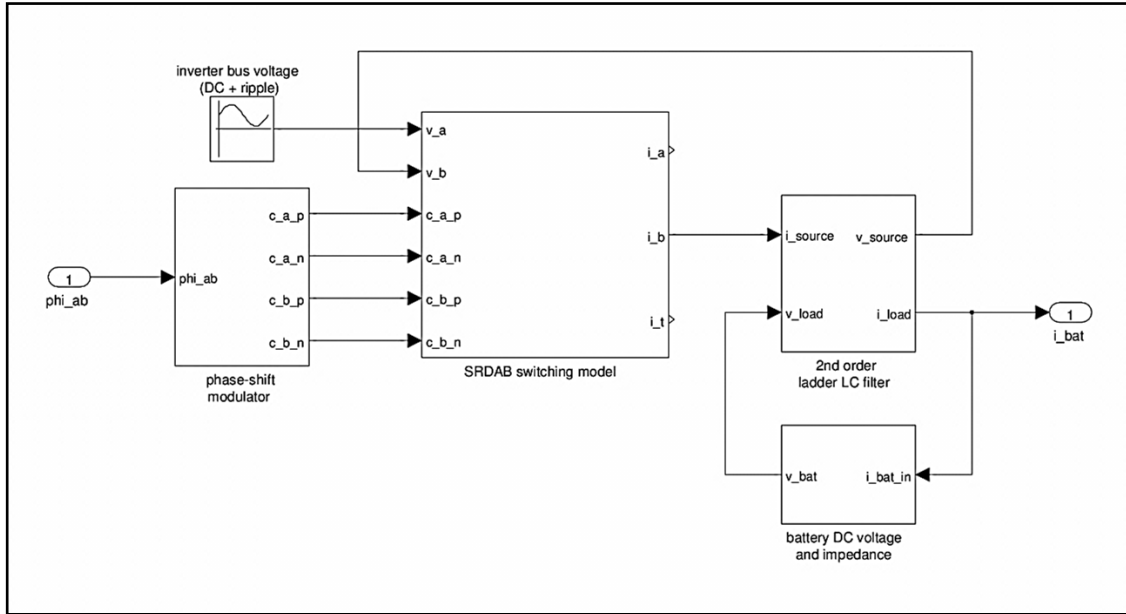 inverter bus voltage
(DC + ripple)
v_a
v_b
c_a_p
c_a_n
c_b_p
c_b_n
i_a
i_b
i_t
SRDAB switching model
1
phi_ab
phi_ab
c_a_p
c_a_n
c_b_p
c_b_n
phase-shift
modulator
i_source
v_source
v_load
i_load
2nd order
ladder LC filter
1
i_bat
v_bat
i_bat_in
battery DC voltage
and impedance